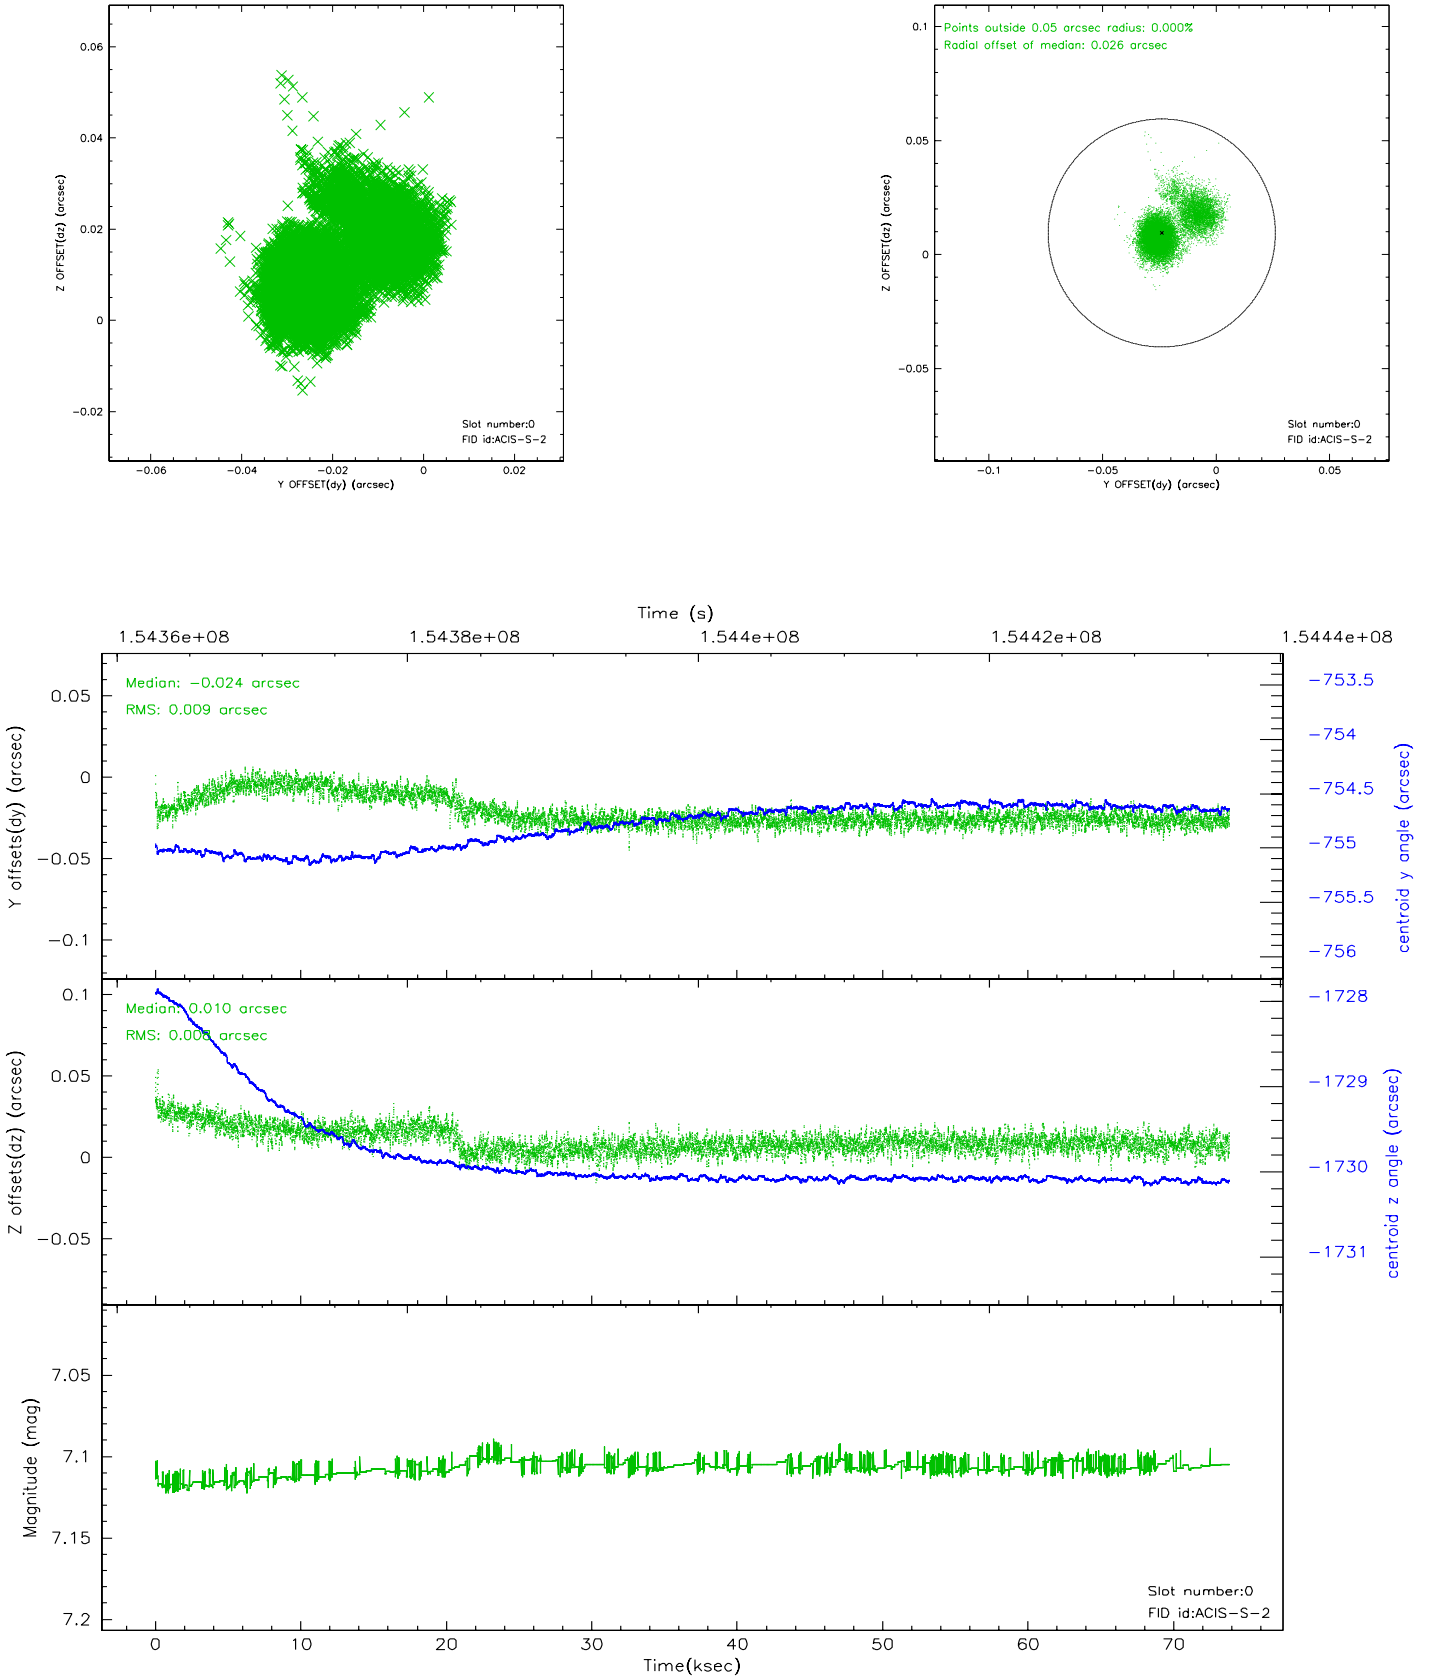 0.06
0.04
0.02
0
−0.02
Z OFFSET(dz) (arcsec)
Slot number:0
FID id:ACIS−S−2
−0.06 −0.04 −0.02 0 0.02
Y OFFSET(dy) (arcsec)
Points outside 0.05 arcsec radius: 0.000%
Radial offset of median: 0.026 arcsec
0.1
0.05
0
−0.05
Z OFFSET(dz) (arcsec)
Slot number:0
FID id:ACIS−S−2
−0.1 −0.05 0 0.05
Y OFFSET(dy) (arcsec)
Time (s)
1.5436e+08 1.5438e+08 1.544e+08 1.5442e+08 1.5444e+08
Median: −0.024 arcsec
RMS: 0.009 arcsec
0.05
0
−0.05
−0.1
Y offsets(dy) (arcsec)
−753.5
−754
−754.5
−755
−755.5
−756
centroid y angle (arcsec)
Median: 0.010 arcsec
RMS: 0.008 arcsec
0.1
0.05
0
−0.05
Z offsets(dz) (arcsec)
−1728
−1729
−1730
−1731
centroid z angle (arcsec)
7.05
7.1
7.15
7.2
Magnitude (mag)
Slot number:0
FID id:ACIS−S−2
0 10 20 30 40 50 60 70
Time(ksec)